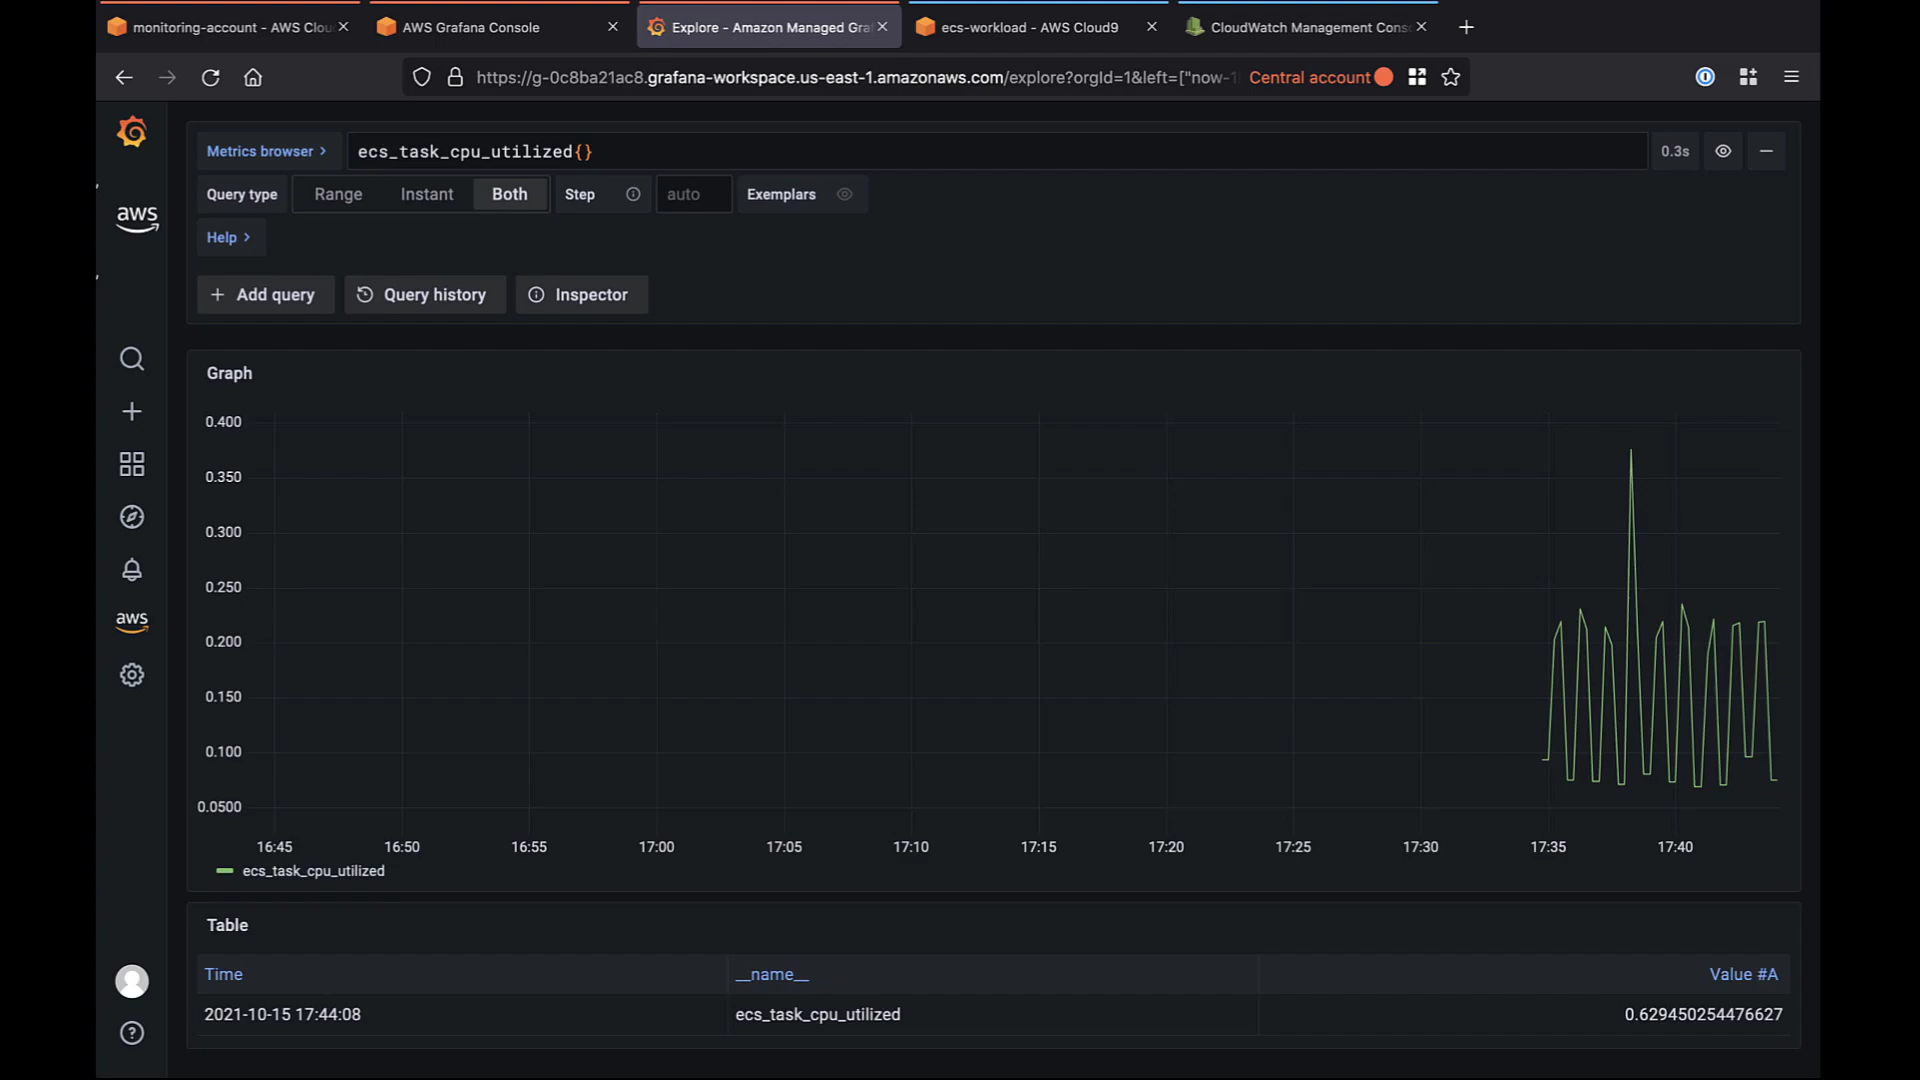 monitoring-account - AWS Clou
AWS Grafana Console
Explore - Amazon Managed Gra
ecs-workload - AWS Cloud9
CloudWatch Management Cons
https://g-0c8ba21ac8.grafana-workspace.us-east-1.amazonaws.com/explore?orgId=1&left=["now-1
Central account
aws
Metrics browser >
ecs_task_cpu_utilized{}
0.3s
Query type
Range
Instant
Both
Step
auto
Exemplars
Help >
+ Add query
Query history
Inspector
Graph
0.400
0.350
0.300
0.250
0.200
0.150
0.100
0.0500
16:45
16:50
16:55
17:00
17:05
17:10
17:15
17:20
17:25
17:30
17:35
17:40
ecs_task_cpu_utilized
aws
Table
Time
__name__
Value #A
2021-10-15 17:44:08
ecs_task_cpu_utilized
0.629450254476627